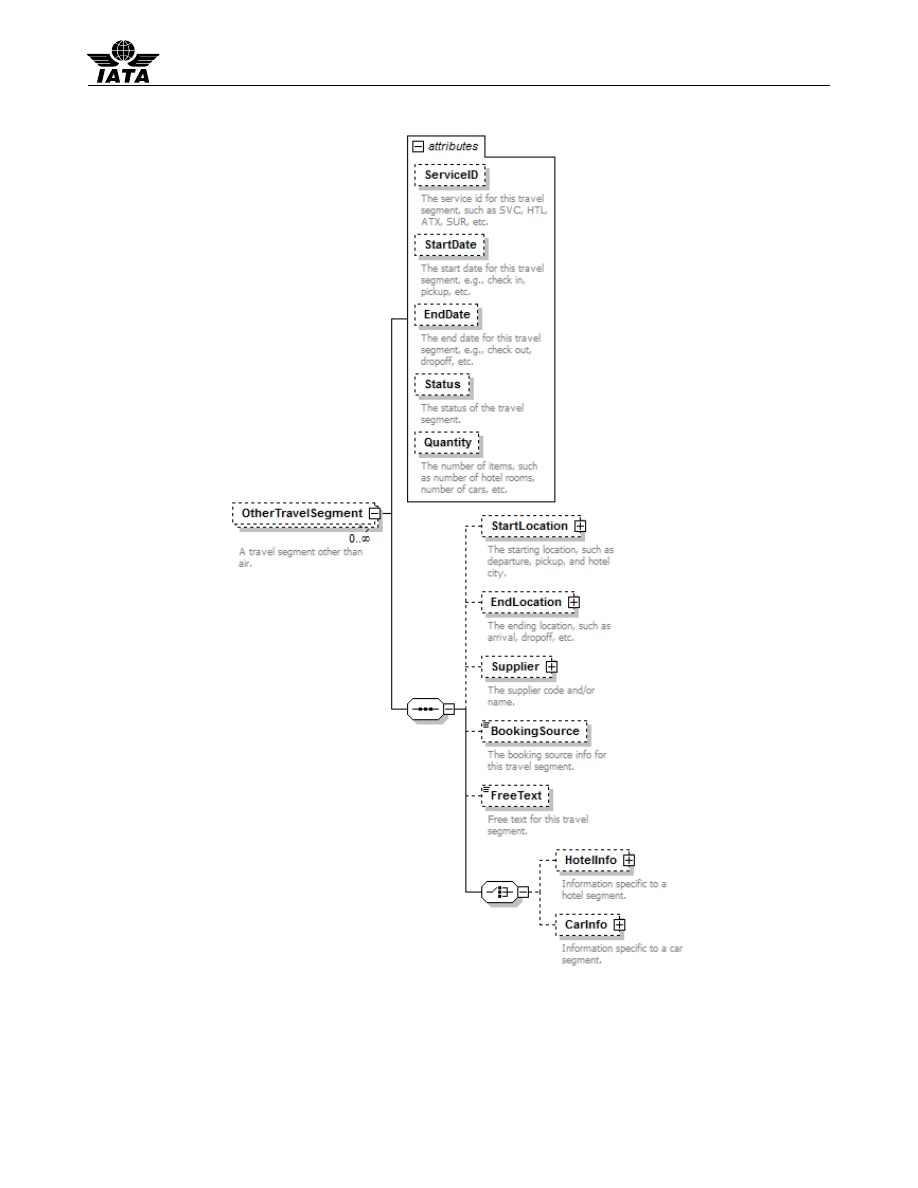 IATA
attributes
ServiceID
The service id for this travel
segment, such as SVC, HTL,
ATX, SUR, etc.
StartDate
The start date for this travel
segment, e.g., check in,
pickup, etc.
EndDate
The end date for this travel
segment, e.g., check out,
dropoff, etc.
Status
The status of the travel
segment.
Quantity
The number of items, such
as number of hotel rooms,
number of cars, etc.
OtherTravelSegment
0..∞
A travel segment other than
air.
StartLocation
The starting location, such as
departure, pickup, and hotel
city.
EndLocation
The ending location, such as
arrival, dropoff, etc.
Supplier
The supplier code and/or
name.
BookingSource
The booking source info for
this travel segment.
FreeText
Free text for this travel
segment.
HotelInfo
Information specific to a
hotel segment.
CarInfo
Information specific to a car
segment.